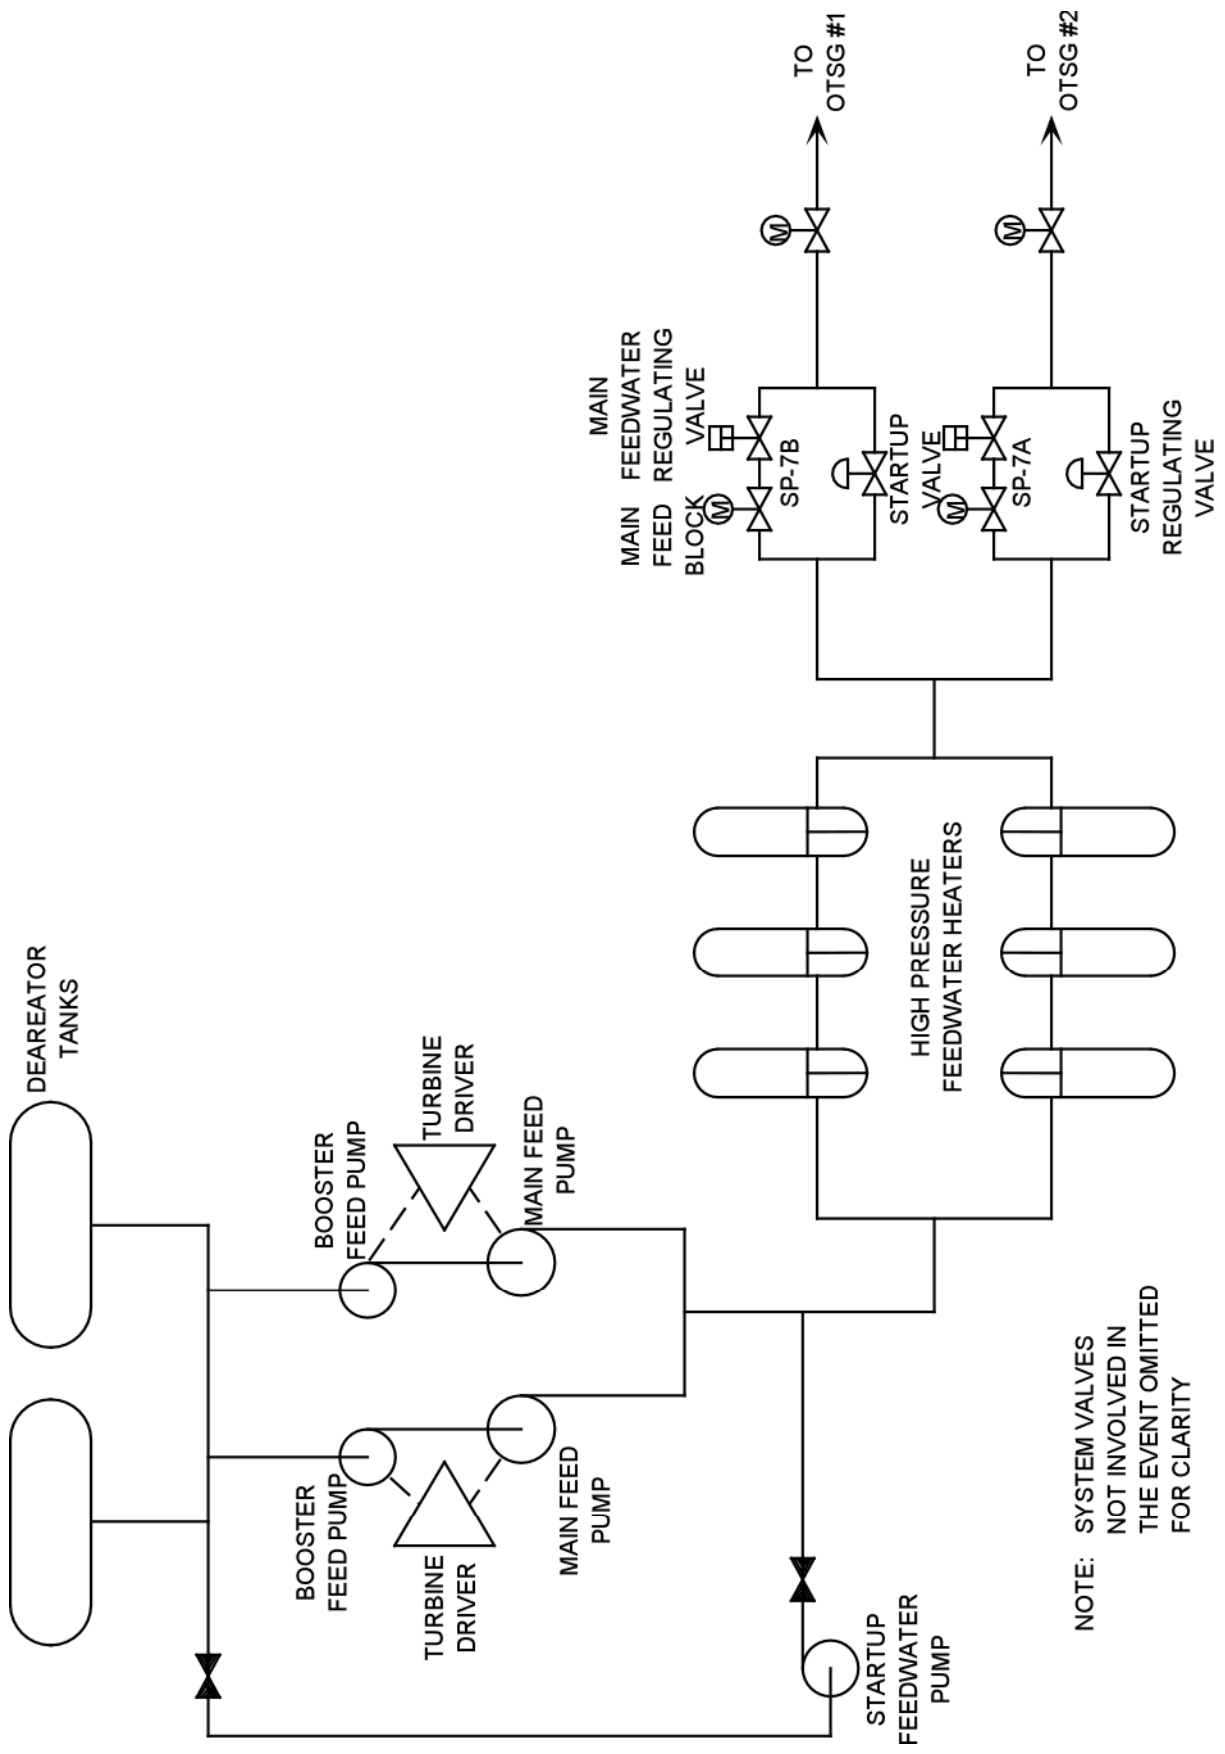 DEAREATOR
TANKS
BOOSTER
FEED PUMP
TURBINE
DRIVER
MAIN FEED
PUMP
BOOSTER
FEED PUMP
TURBINE
DRIVER
MAIN FEED
PUMP
STARTUP
FEEDWATER
PUMP
HIGH PRESSURE
FEEDWATER HEATERS
MAIN
FEEDWATER
REGULATING
VALVE
MAIN
FEED
BLOCK
M
SP-7B
STARTUP
VALVE
M
SP-7A
STARTUP
REGULATING
VALVE
M
TO
OTSG #1
M
TO
OTSG #2
NOTE: SYSTEM VALVES
NOT INVOLVED IN
THE EVENT OMITTED
FOR CLARITY